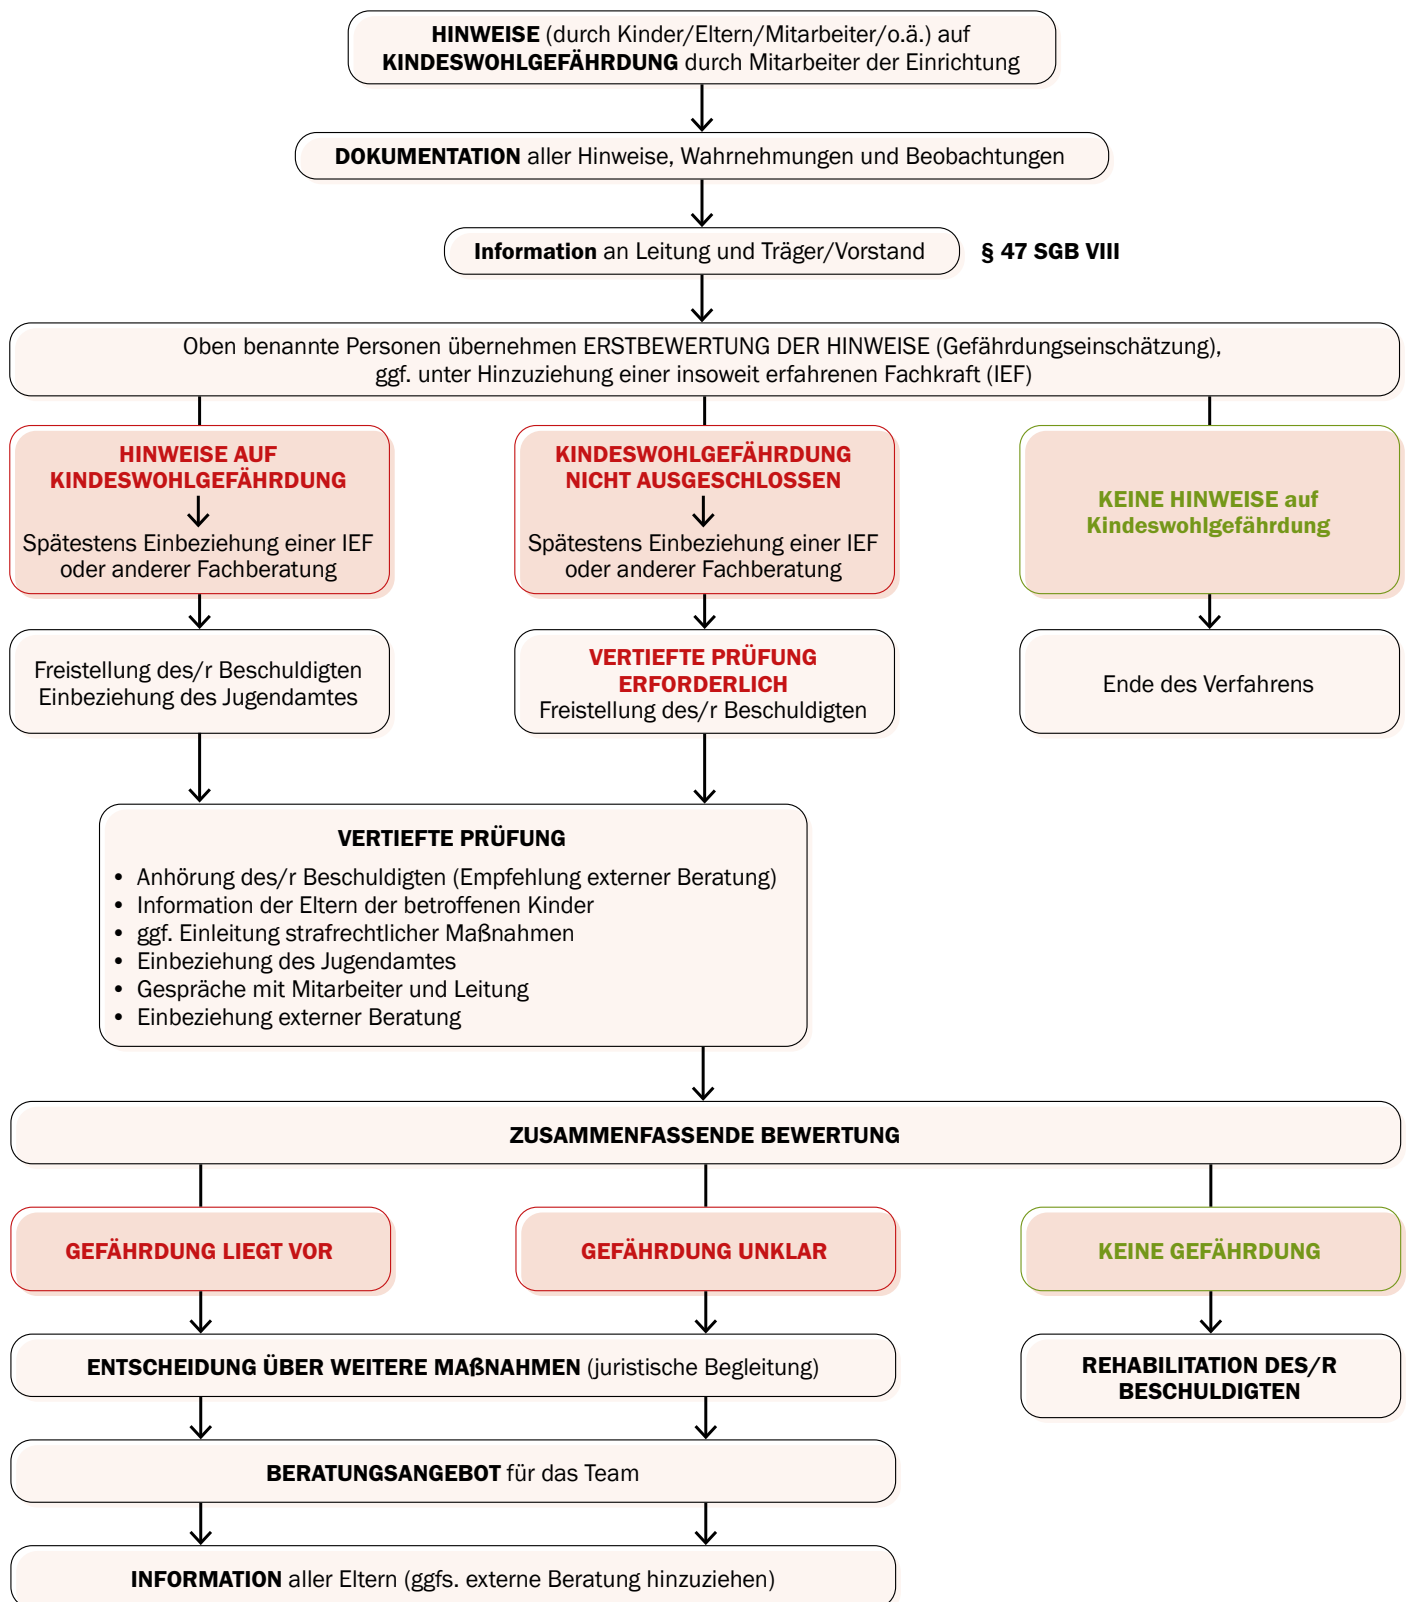 HINWEISE (durch Kinder/Eltern/Mitarbeiter/o.ä.) auf
KINDESWOHLGEFÄHRDUNG durch Mitarbeiter der Einrichtung
DOKUMENTATION aller Hinweise, Wahrnehmungen und Beobachtungen
Information an Leitung und Träger/Vorstand
§ 47 SGB VIII
Oben benannte Personen übernehmen ERSTBEWERTUNG DER HINWEISE (Gefährdungseinschätzung),
ggf. unter Hinzuziehung einer insoweit erfahrenen Fachkraft (IEF)
HINWEISE AUF
KINDESWOHLGEFÄHRDUNG
Spätestens Einbeziehung einer IEF
oder anderer Fachberatung
KINDESWOHLGEFÄHRDUNG
NICHT AUSGESCHLOSSEN
Spätestens Einbeziehung einer IEF
oder anderer Fachberatung
KEINE HINWEISE auf
Kindeswohlgefährdung
Freistellung des/r Beschuldigten
Einbeziehung des Jugendamtes
VERTIEFTE PRÜFUNG
ERFORDERLICH
Freistellung des/r Beschuldigten
Ende des Verfahrens
VERTIEFTE PRÜFUNG
• Anhörung des/r Beschuldigten (Empfehlung externer Beratung)
• Information der Eltern der betroffenen Kinder
• ggf. Einleitung strafrechtlicher Maßnahmen
• Einbeziehung des Jugendamtes
• Gespräche mit Mitarbeiter und Leitung
• Einbeziehung externer Beratung
ZUSAMMENFASSENDE BEWERTUNG
GEFÄHRDUNG LIEGT VOR
GEFÄHRDUNG UNKLAR
KEINE GEFÄHRDUNG
ENTSCHEIDUNG ÜBER WEITERE MAßNAHMEN (juristische Begleitung)
REHABILITATION DES/R
BESCHULDIGTEN
BERATUNGSANGEBOT für das Team
INFORMATION aller Eltern (ggfs. externe Beratung hinzuziehen)